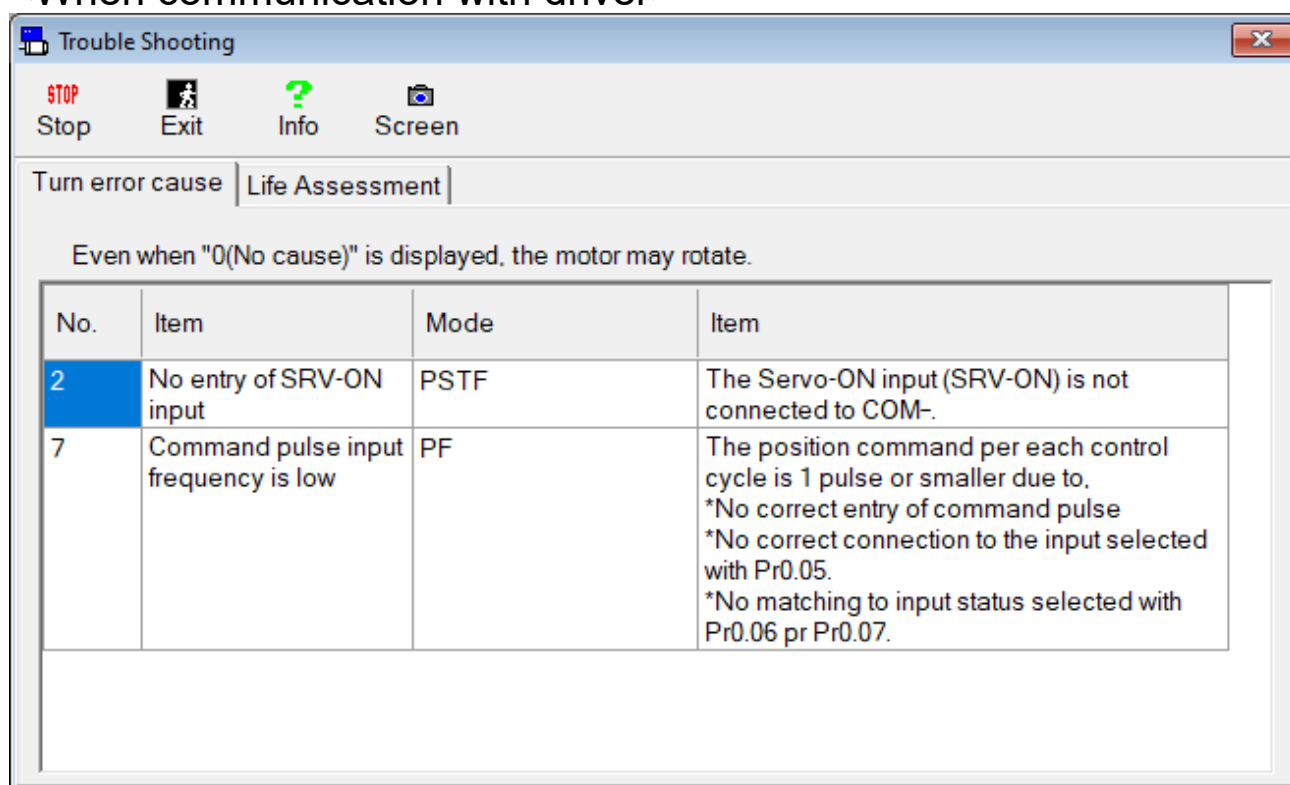 When communication with driver
Trouble Shooting
STOP
Stop Exit Info Screen
Turn error cause Life Assessment
Even when "0(No cause)" is displayed, the motor may rotate.
No. Item Mode Item
2 No entry of SRV-ON PSTF The Servo-ON input (SRV-ON) is not
input connected to COM-.
7 Command pulse input PF The position command per each control
frequency is low cycle is 1 pulse or smaller due to,
*No correct entry of command pulse
*No correct connection to the input selected
with Pr0.05.
*No matching to input status selected with
Pr0.06 pr Pr0.07.